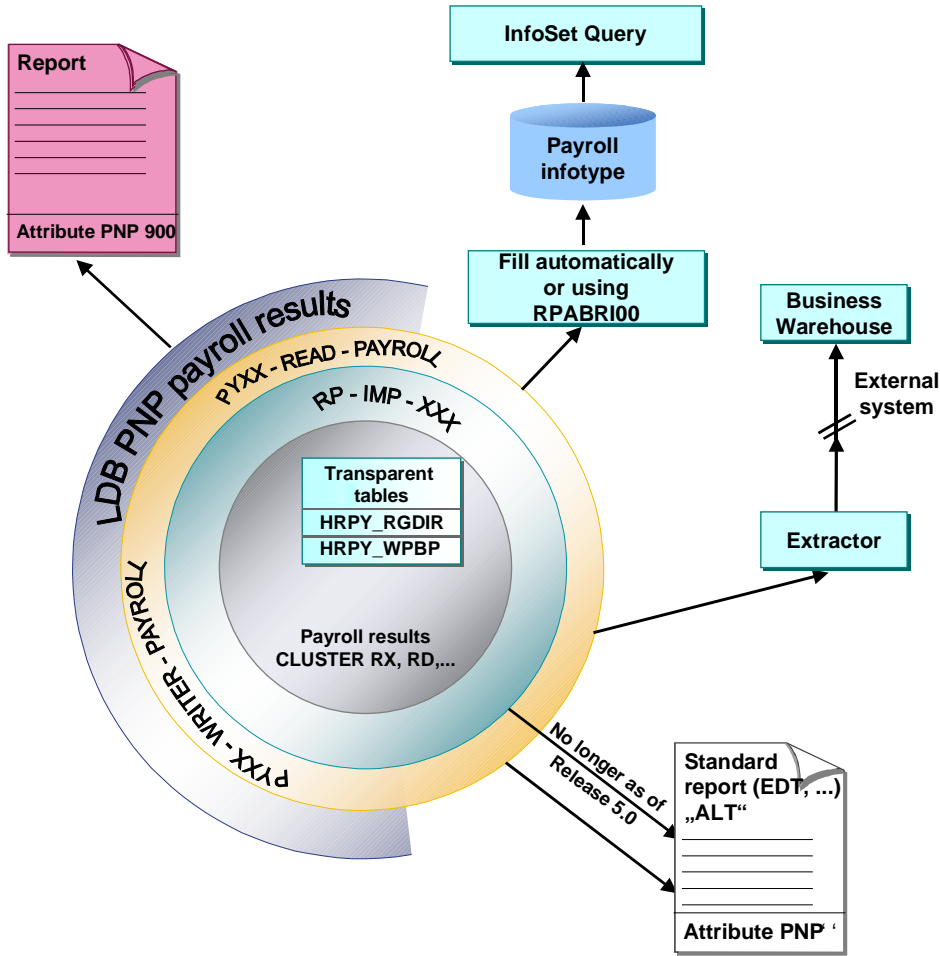 InfoSet Query
Report
Attribute PNP 900
Payroll
infotype
Fill automatically
or using
RPABRI00
Business
Warehouse
External
system
Extractor
LDB PNP payroll results
PYXX - READ - PAYROLL
RP - IMP - XXX
Transparent
tables
HRPY_RGDIR
HRPY_WPBP
Payroll results
CLUSTER RX, RD,...
PYXX - WRITER - PAYROLL
No longer as of
Release 5.0
Standard
report (EDT, ...)
„ALT“
Attribute PNP‘ ‘